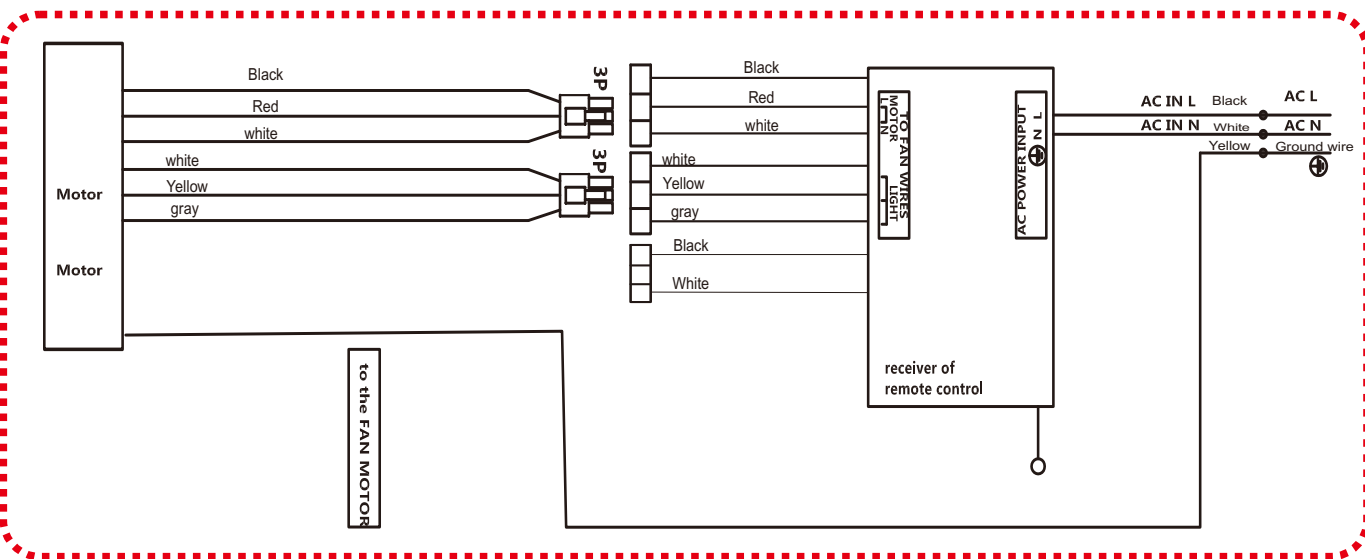 Black
Red
white
white
Yellow
gray
Motor
Motor
3P
3P
Black
Red
white
white
Yellow
gray
Black
White
TO FAN WIRES
MOTOR
L N
LIGHT
AC POWER INPUT
N L
receiver of
remote control
AC IN L Black AC L
AC IN N White AC N
Yellow Ground wire
to the FAN MOTOR